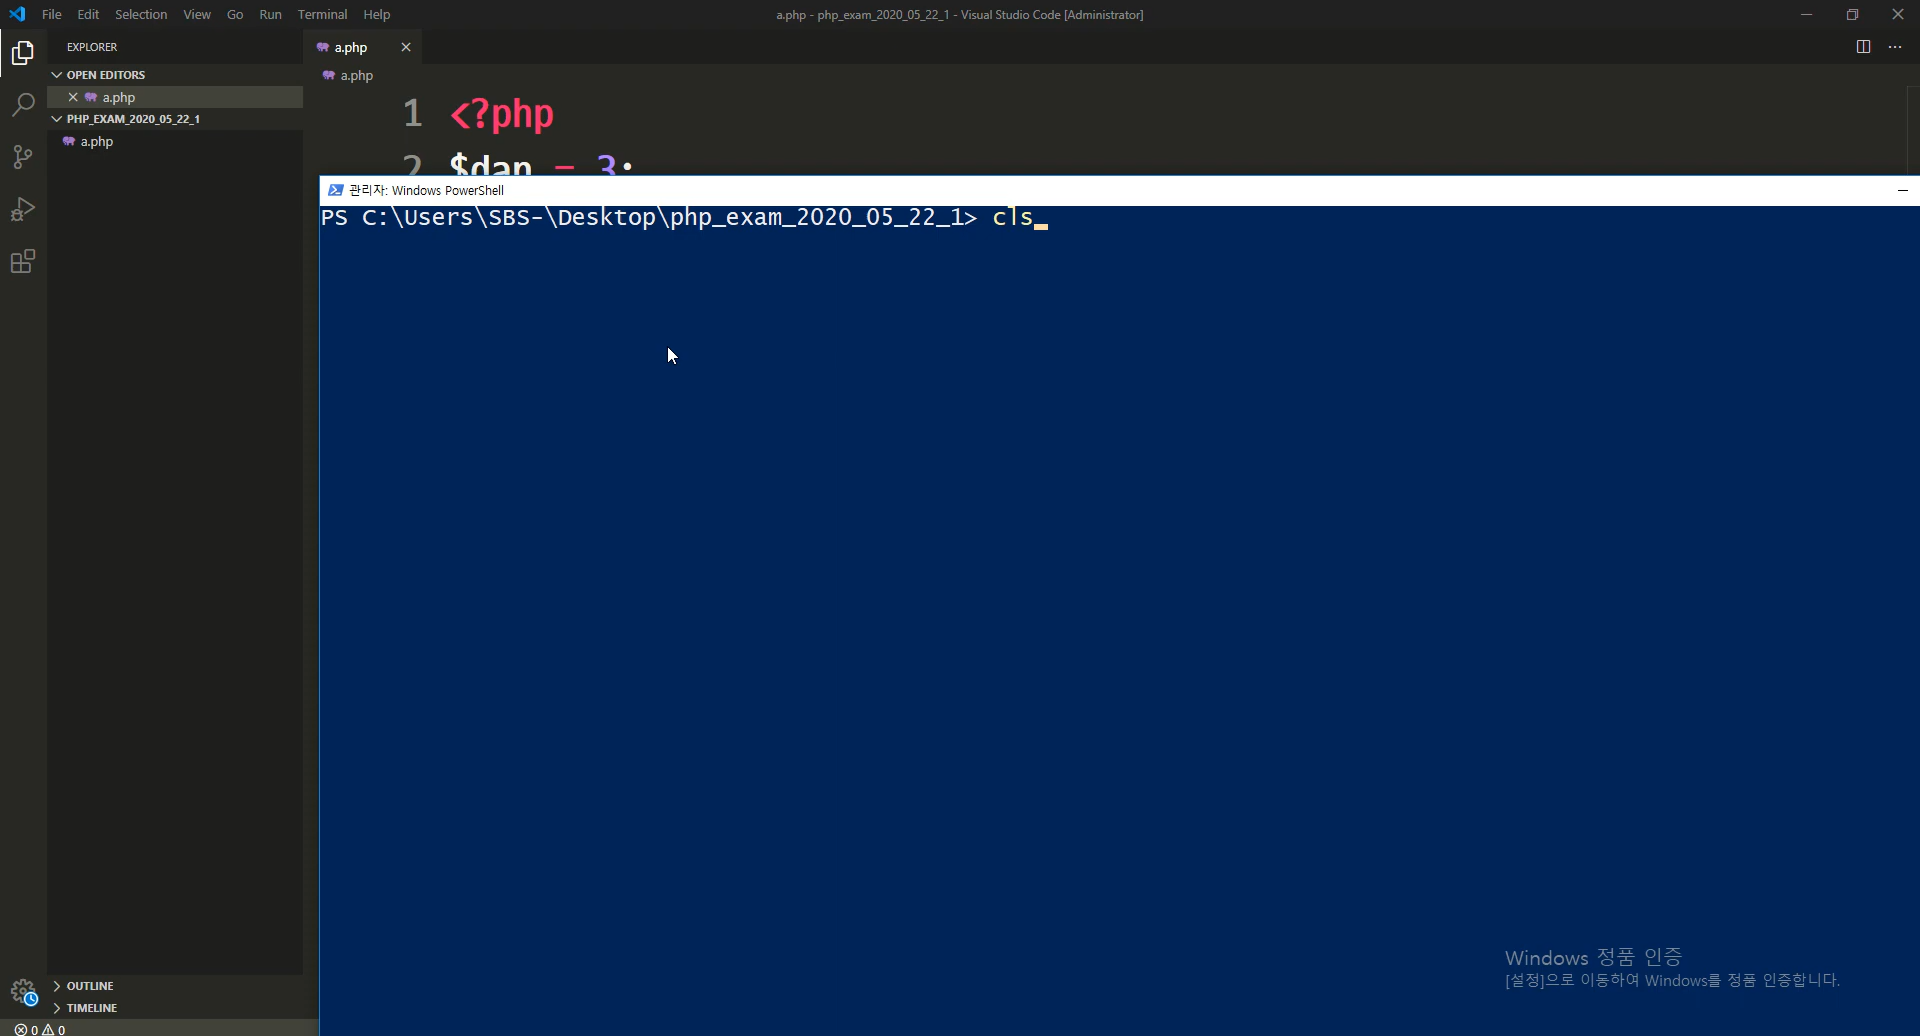 File Edit Selection View Go Run Terminal Help
a.php - php_exam_2020_05_22_1 - Visual Studio Code [Administrator]
EXPLORER
OPEN EDITORS
a.php
PHP_EXAM_2020_05_22_1
a.php
a.php
a.php
1 <?php
2 $dan = 3;
관리자: Windows PowerShell
PS C:\Users\SBS-\Desktop\php_exam_2020_05_22_1> cls
Windows 정품 인증
[설정]으로 이동하여 Windows를 정품 인증합니다.
OUTLINE
TIMELINE
0 0